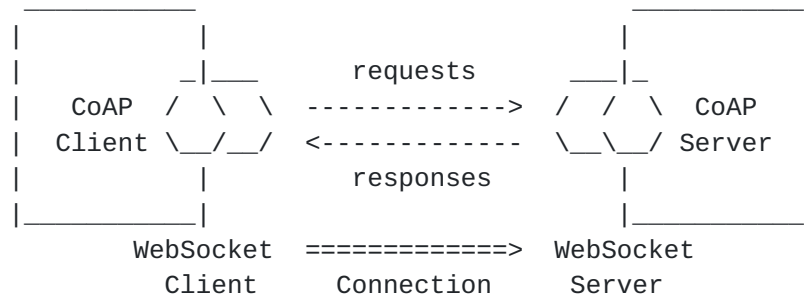 requests
CoAP CoAP
Client Server
responses
WebSocket WebSocket
Client Connection Server